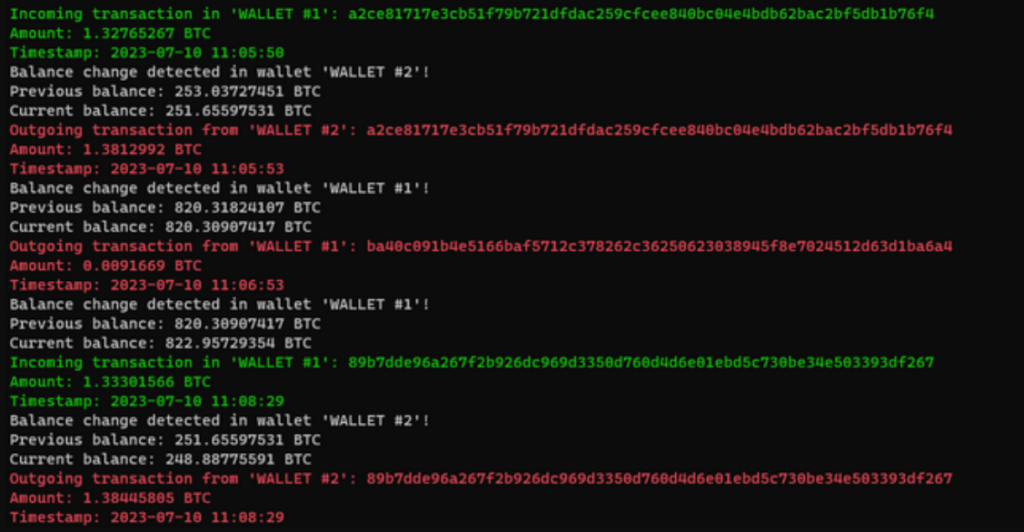 Incoming transaction in 'WALLET #1': a2ce81717e3cb51f79b721dfdac259cfcee840bc04e4bdb62bac2bf5db1b76f4
Amount: 1.32765267 BTC
Timestamp: 2023-07-10 11:05:50
Balance change detected in wallet 'WALLET #2'!
Previous balance: 253.03727451 BTC
Current balance: 251.65597531 BTC
Outgoing transaction from 'WALLET #2': a2ce81717e3cb51f79b721dfdac259cfcee840bc04e4bdb62bac2bf5db1b76f4
Amount: 1.3812992 BTC
Timestamp: 2023-07-10 11:05:53
Balance change detected in wallet 'WALLET #1'!
Previous balance: 820.31824107 BTC
Current balance: 820.30907417 BTC
Outgoing transaction from 'WALLET #1': ba40c091b4e5166baf5712c378262c36250623038945f8e7024512d63d1ba6a4
Amount: 0.0091669 BTC
Timestamp: 2023-07-10 11:06:53
Balance change detected in wallet 'WALLET #1'!
Previous balance: 820.30907417 BTC
Current balance: 822.95729354 BTC
Incoming transaction in 'WALLET #1': 89b7dde96a267f2b926dc969d3350d760d4d6e01ebd5c730be34e503393df267
Amount: 1.33301566 BTC
Timestamp: 2023-07-10 11:08:29
Balance change detected in wallet 'WALLET #2'!
Previous balance: 251.65597531 BTC
Current balance: 248.88775591 BTC
Outgoing transaction from 'WALLET #2': 89b7dde96a267f2b926dc969d3350d760d4d6e01ebd5c730be34e503393df267
Amount: 1.38445805 BTC
Timestamp: 2023-07-10 11:08:29